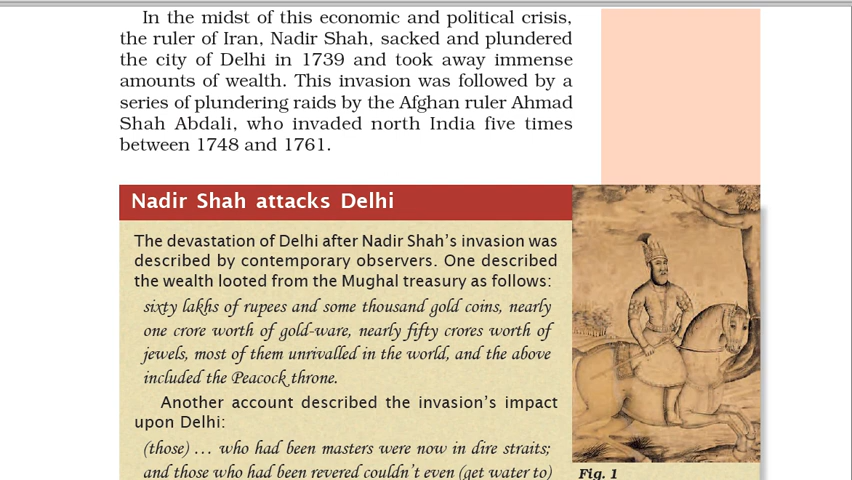 In the midst of this economic and political crisis,
the ruler of Iran, Nadir Shah, sacked and plundered
the city of Delhi in 1739 and took away immense
amounts of wealth. This invasion was followed by a
series of plundering raids by the Afghan ruler Ahmad
Shah Abdali, who invaded north India five times
between 1748 and 1761.
Nadir Shah attacks Delhi
The devastation of Delhi after Nadir Shah's invasion was
described by contemporary observers. One described
the wealth looted from the Mughal treasury as follows:
sixty lakhs of rupees and some thousand gold coins, nearly
one crore worth of gold-ware, nearly fifty crores worth of
jewels, most of them unrivalled in the world, and the above
included the Peacock throne.
Another account described the invasion's impact
upon Delhi:
(those) … who had been masters were now in dire straits;
and those who had been revered couldn't even (get water to)
Fig. 1